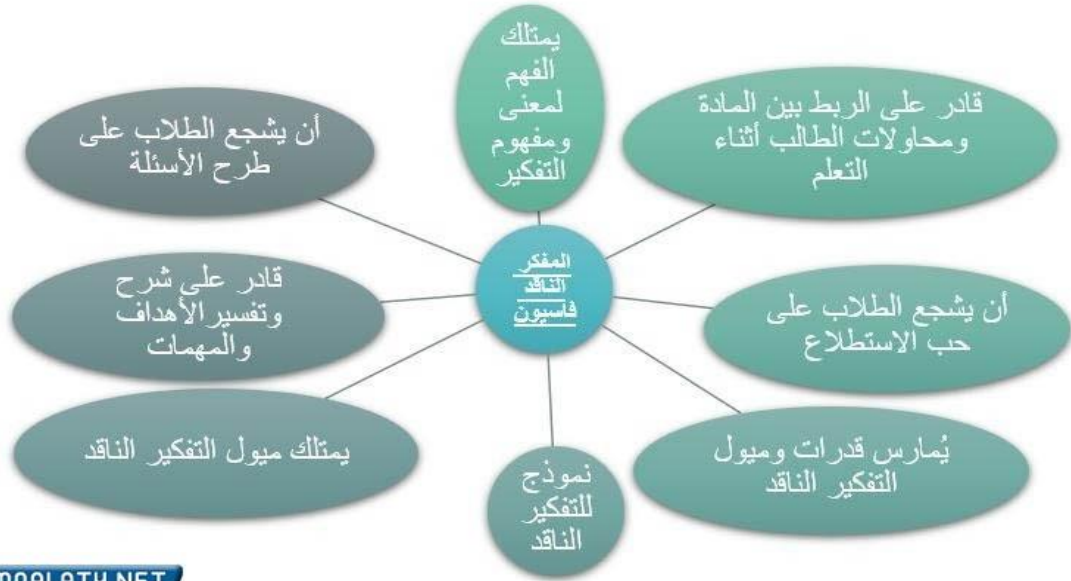 يمتلك
الفهم
لمعنى
ومفهوم
التفكير
قادر على الربط بين المادة
ومحاولات الطالب أثناء
التعلم
أن يشجع الطلاب على
حب الاستطلاع
يُمارس قدرات وميول
التفكير الناقد
نموذج
للتفكير
الناقد
يمتلك ميول التفكير الناقد
قادر على شرح
وتفسير الأهداف
والمهمات
أن يشجع الطلاب على
طرح الأسئلة
المفكر
الناقد
فاسيون